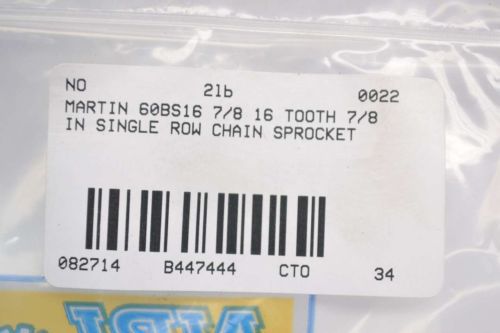 NO 2lb 0022
MARTIN 60BS16 7/8 16 TOOTH 7/8
IN SINGLE ROW CHAIN SPROCKET
082714 B447444 CTO 34